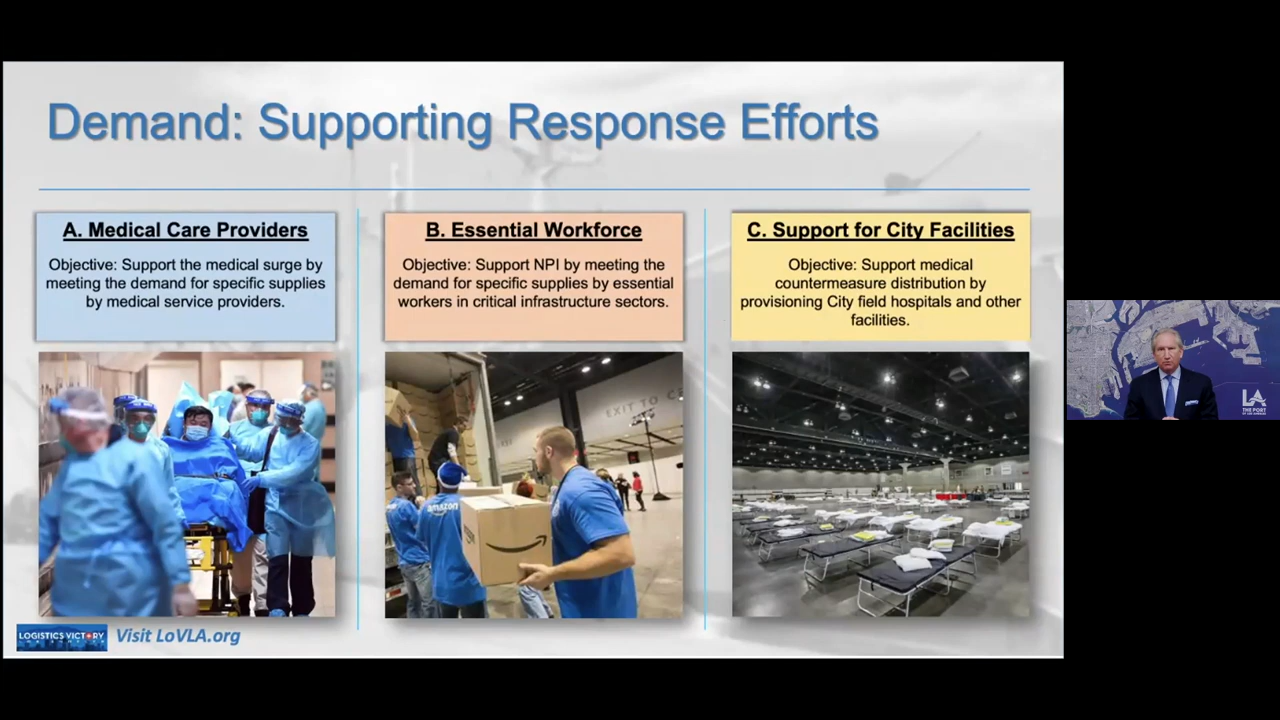 Demand: Supporting Response Efforts
A. Medical Care Providers
Objective: Support the medical surge by
meeting the demand for specific supplies
by medical service providers.
B. Essential Workforce
Objective: Support NPI by meeting the
demand for specific supplies by essential
workers in critical infrastructure sectors.
C. Support for City Facilities
Objective: Support medical
countermeasure distribution by
provisioning City field hospitals and other
facilities.
EXIT TO C
amazon
LOGISTICS VICTORY
Visit LoVLA.org
LA
THE PORT